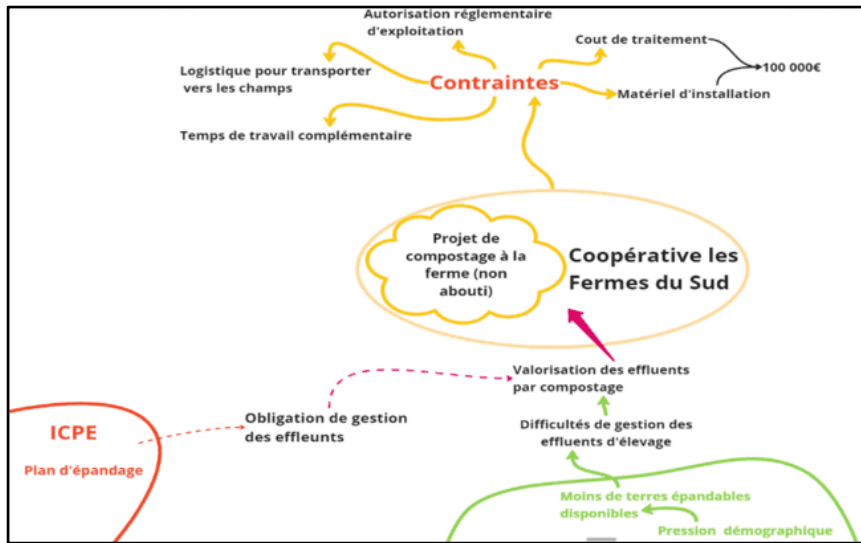 Autorisation réglementaire
d'exploitation
Cout de traitement
100 000€
Logistique pour transporter
vers les champs
Contraintes
Matériel d'installation
Temps de travail complémentaire
Projet de
compostage à la
ferme (non
abouti)
Coopérative les
Fermes du Sud
Valorisation des effluents
par compostage
Obligation de gestion
des effleunts
ICPE
Plan d'épandage
Difficultés de gestion des
effluents d'élevage
Moins de terres épandables
disponibles
Pression démographique